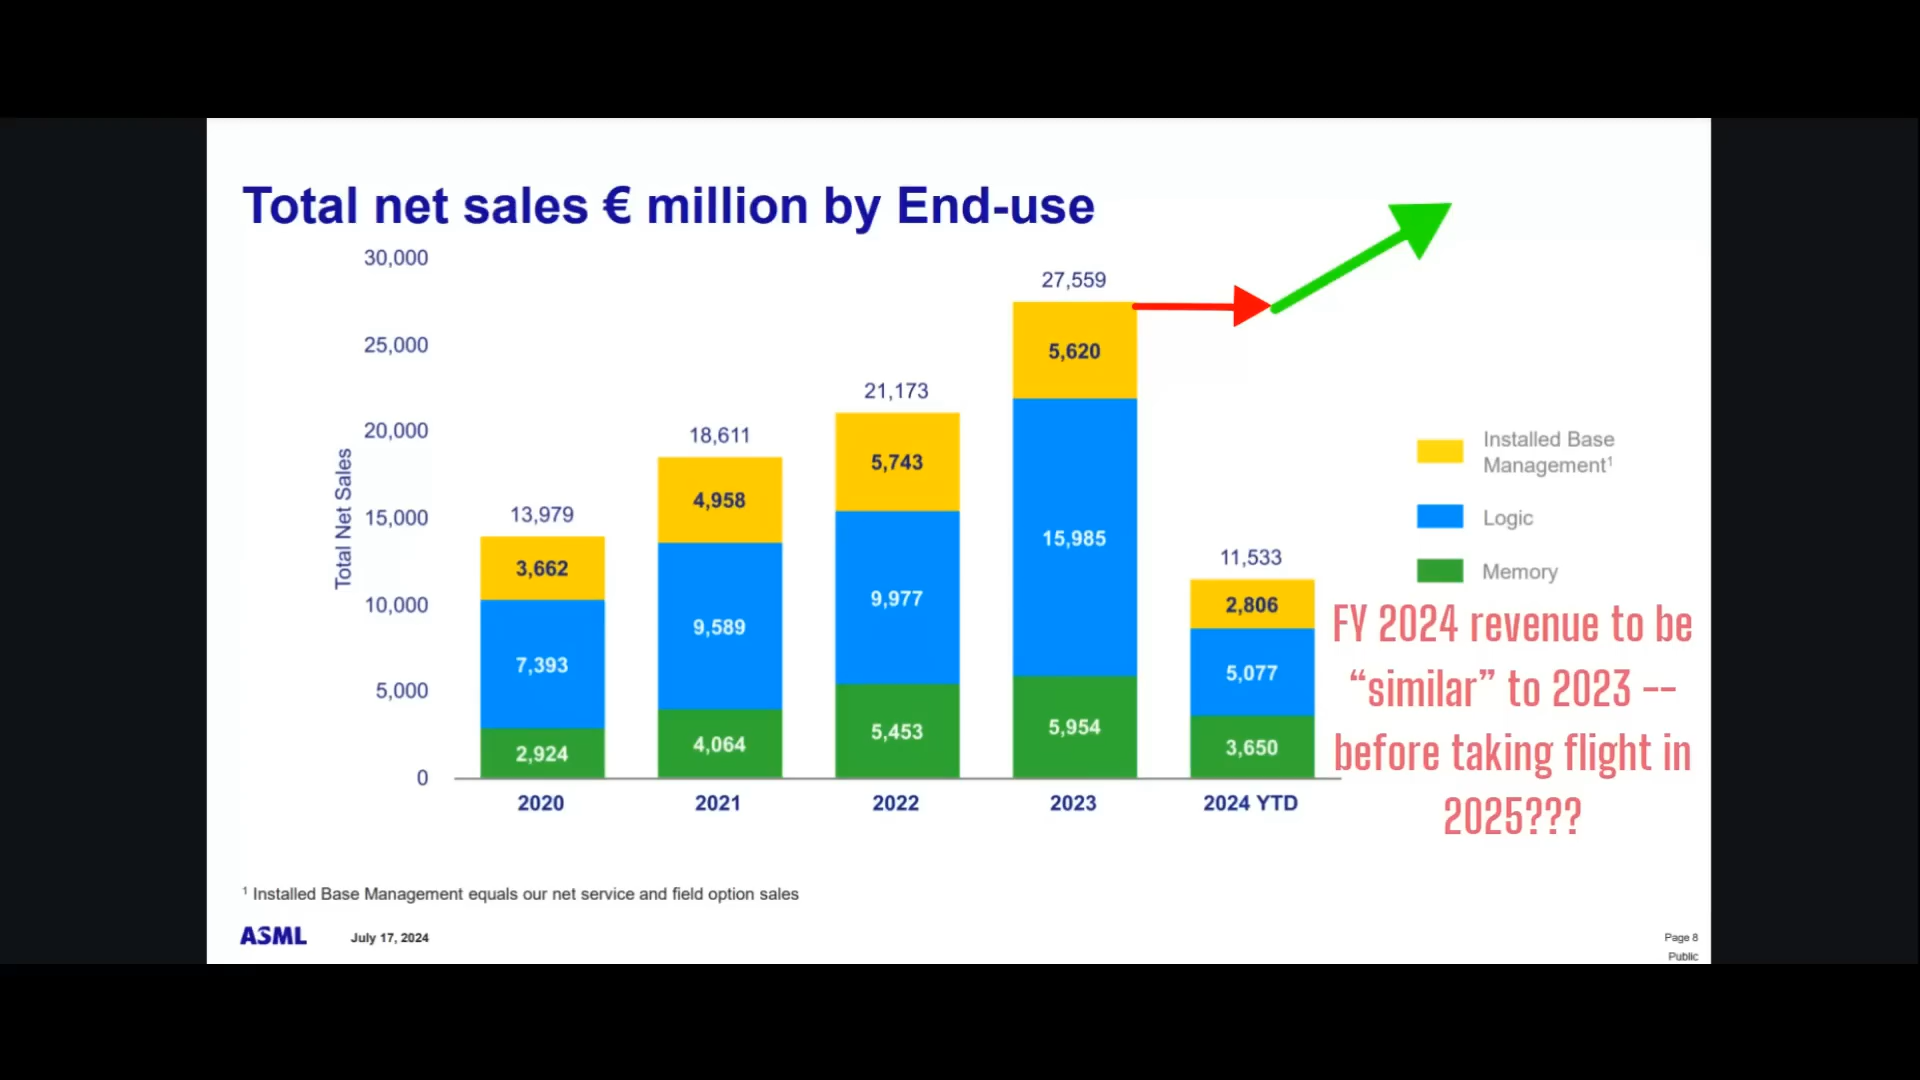 Total net sales € million by End-use
Total Net Sales
30,000
25,000
20,000
15,000
10,000
5,000
0
13,979
3,662
7,393
2,924
2020
18,611
4,958
9,589
4,064
2021
21,173
5,743
9,977
5,453
2022
27,559
5,620
15,985
5,954
2023
11,533
2,806
5,077
3,650
2024 YTD
Installed Base
Management¹
Logic
Memory
FY 2024 revenue to be
“similar” to 2023 --
before taking flight in
2025???
¹ Installed Base Management equals our net service and field option sales
ASML
July 17, 2024
Page 8
Public